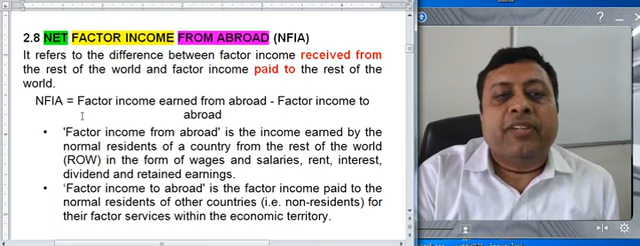 2.8 NET FACTOR INCOME FROM ABROAD (NFIA)
It refers to the difference between factor income received from
the rest of the world and factor income paid to the rest of the
world.
NFIA = Factor income earned from abroad - Factor income to
abroad
• 'Factor income from abroad' is the income earned by the
normal residents of a country from the rest of the world
(ROW) in the form of wages and salaries, rent, interest,
dividend and retained earnings.
• ‘Factor income to abroad' is the factor income paid to the
normal residents of other countries (i.e. non-residents) for
their factor services within the economic territory.